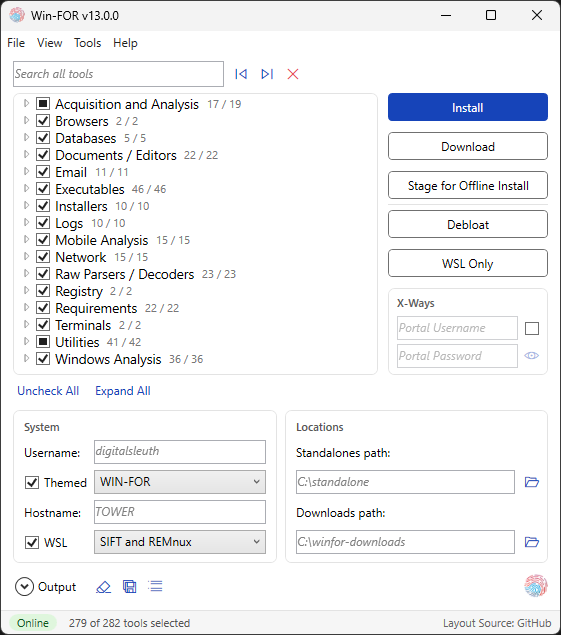 Win-FOR v13.0.0
File View Tools Help
Search all tools
Acquisition and Analysis 17 / 19
Browsers 2 / 2
Databases 5 / 5
Documents / Editors 22 / 22
Email 11 / 11
Executables 46 / 46
Installers 10 / 10
Logs 10 / 10
Mobile Analysis 15 / 15
Network 15 / 15
Raw Parsers / Decoders 23 / 23
Registry 2 / 2
Requirements 22 / 22
Terminals 2 / 2
Utilities 41 / 42
Windows Analysis 36 / 36
Uncheck All Expand All
Install
Download
Stage for Offline Install
Debloat
WSL Only
X-Ways
Portal Username
Portal Password
System
Username: digitalsleuth
Themed WIN-FOR
Hostname: TOWER
WSL SIFT and REMnux
Locations
Standalones path:
C:\standalone
Downloads path:
C:\winfor-downloads
Output
Online 279 of 282 tools selected Layout Source: GitHub